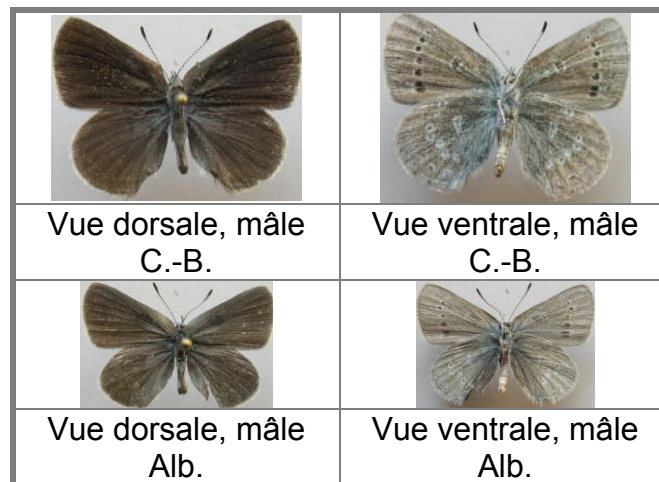 Vue dorsale, mâle
C.-B.
Vue ventrale, mâle
C.-B.
Vue dorsale, mâle
Alb.
Vue ventrale, mâle
Alb.